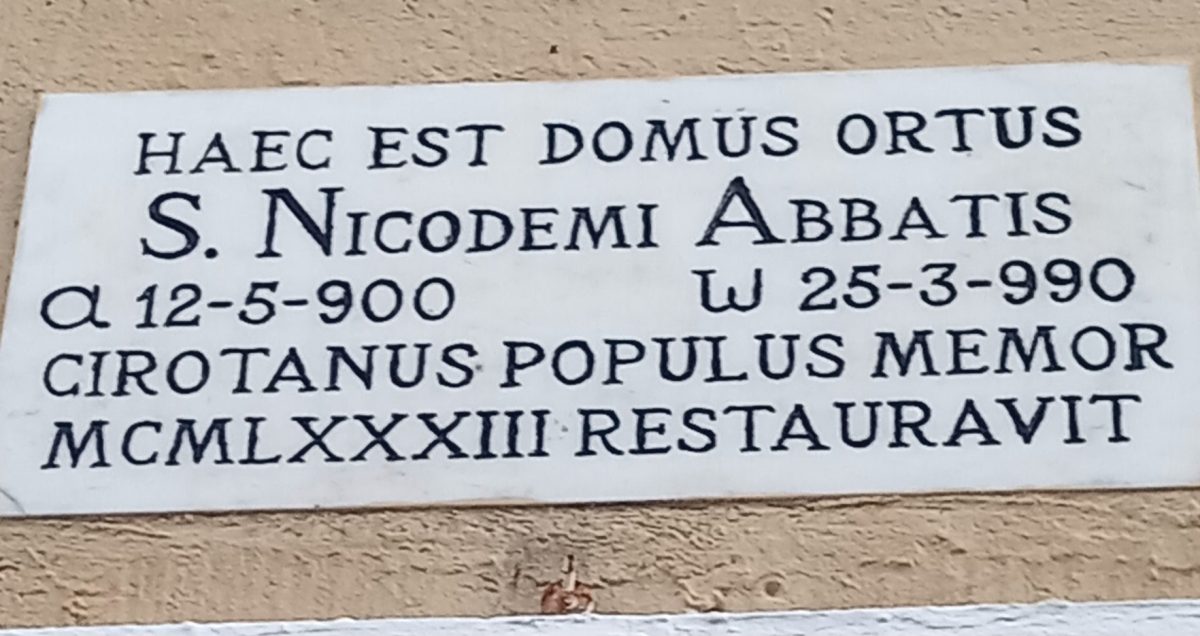 HAEC EST DOMUS ORTUS
S. NICODEMI ABBATIS
α 12-5-900 ω 25-3-990
CIROTANUS POPULUS MEMOR
MCMLXXXIII RESTAURAVIT